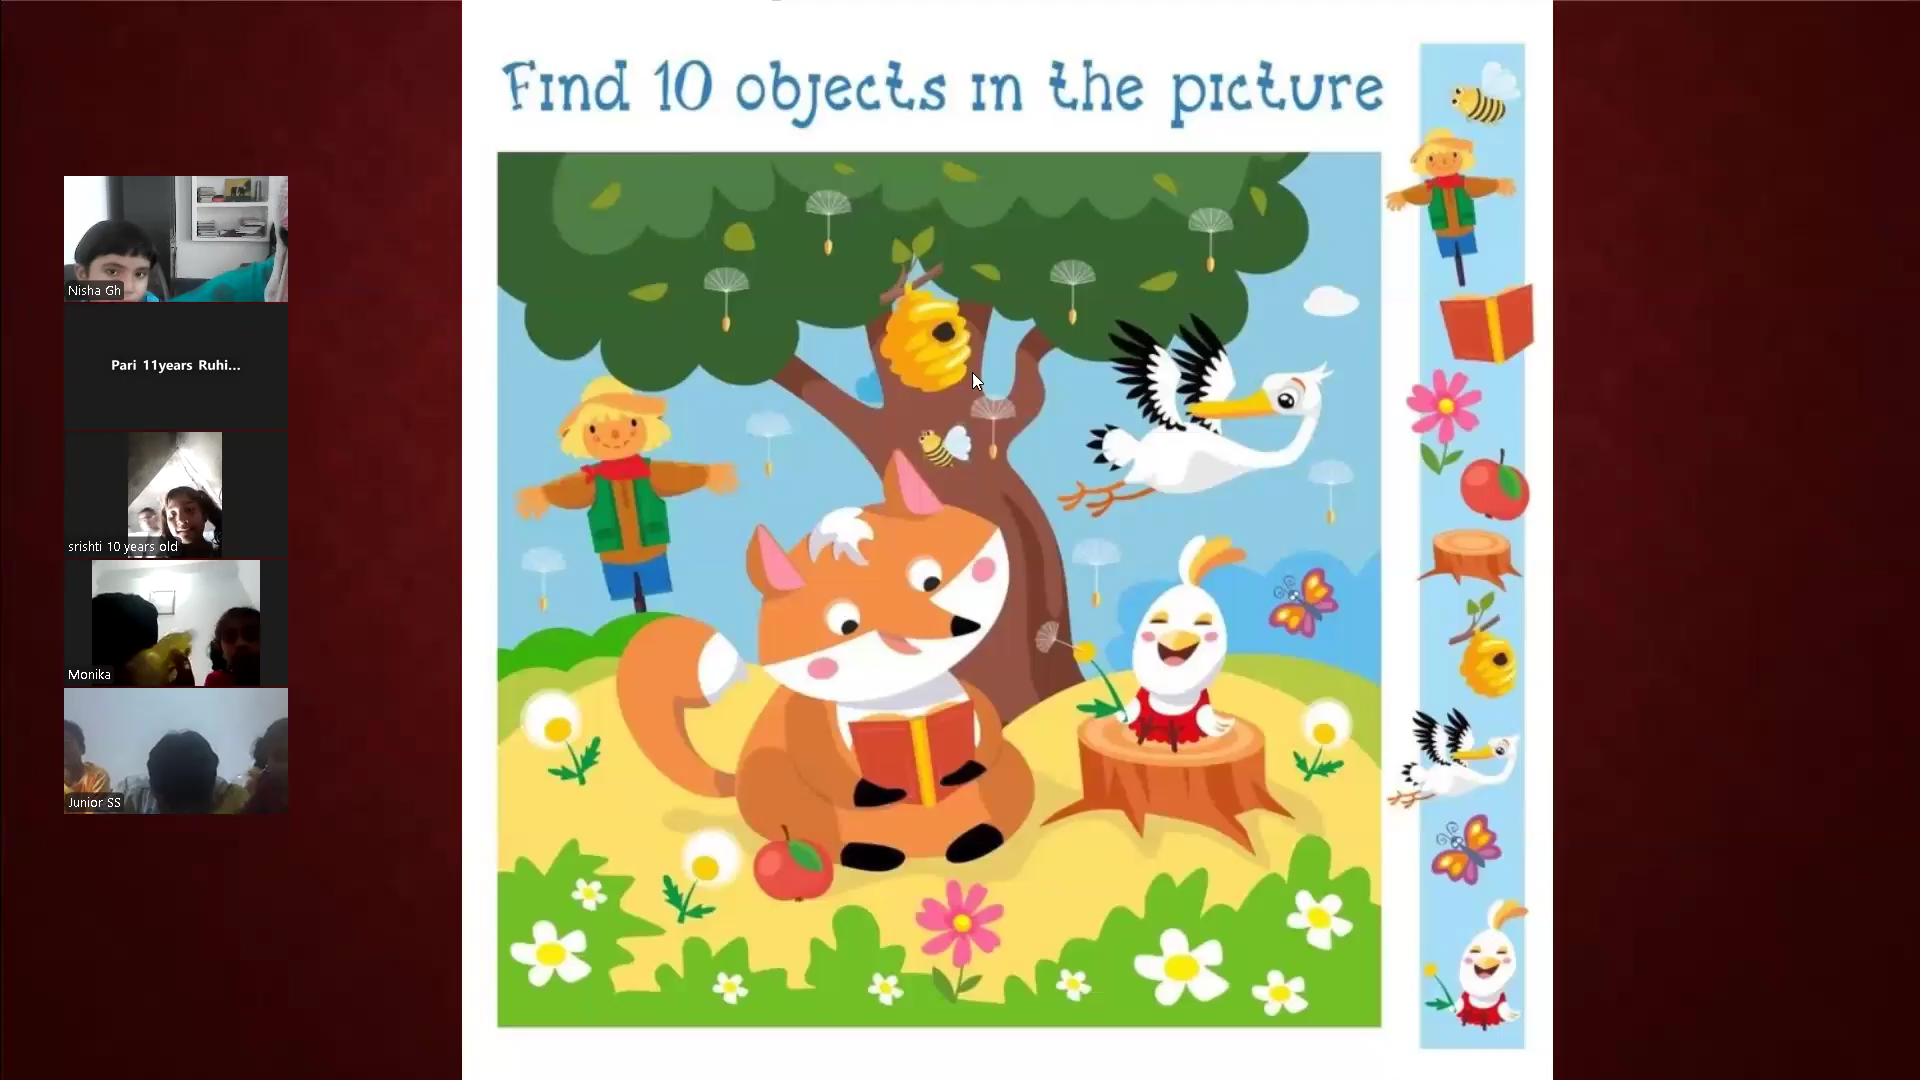 Find 10 objects in the picture
Nisha Gh
Pari 11years Ruhi...
srishti 10 years old
Monika
Junior SS